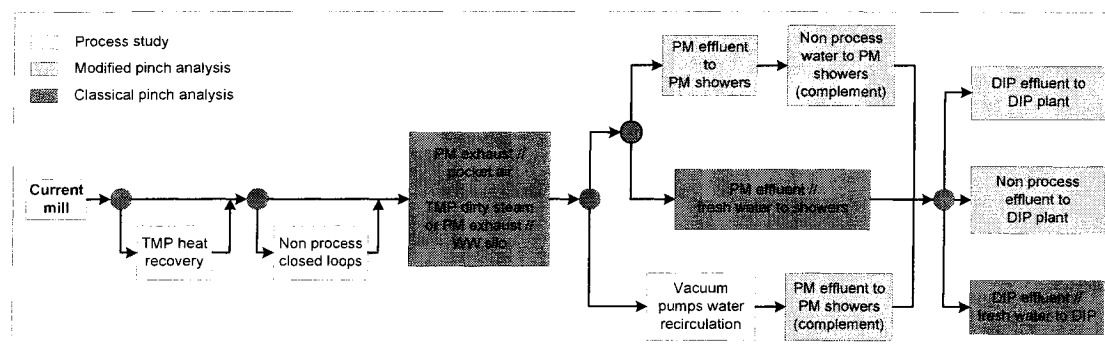 Process study
Modified pinch analysis
Classical pinch analysis
Current
mill
TMP heat
recovery
Non process
closed loops
PM exhaust //
pocket air
TMP dirty steam
or PM exhaust //
WW silo
PM effluent
to
PM showers
Non process
water to PM
showers
(complement)
PM effluent //
fresh water to showers
Vacuum
pumps water
recirculation
PM effluent to
PM showers
(complement)
DIP effluent to
DIP plant
Non process
effluent to
DIP plant
DIP effluent //
fresh water to DIP